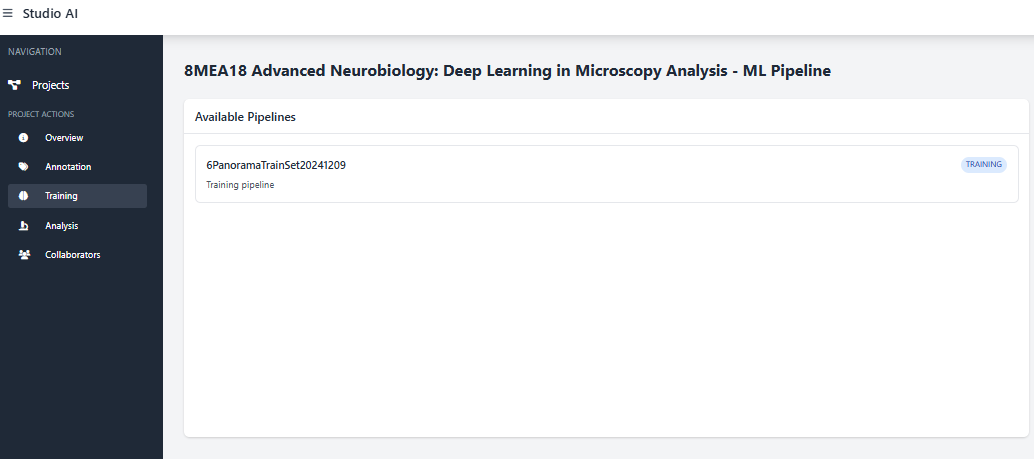 Studio AI
NAVIGATION
Projects
PROJECT ACTIONS
Overview
Annotation
Training
Analysis
Collaborators
8MEA18 Advanced Neurobiology: Deep Learning in Microscopy Analysis - ML Pipeline
Available Pipelines
6PanoramaTrainSet20241209
TRAINING
Training pipeline